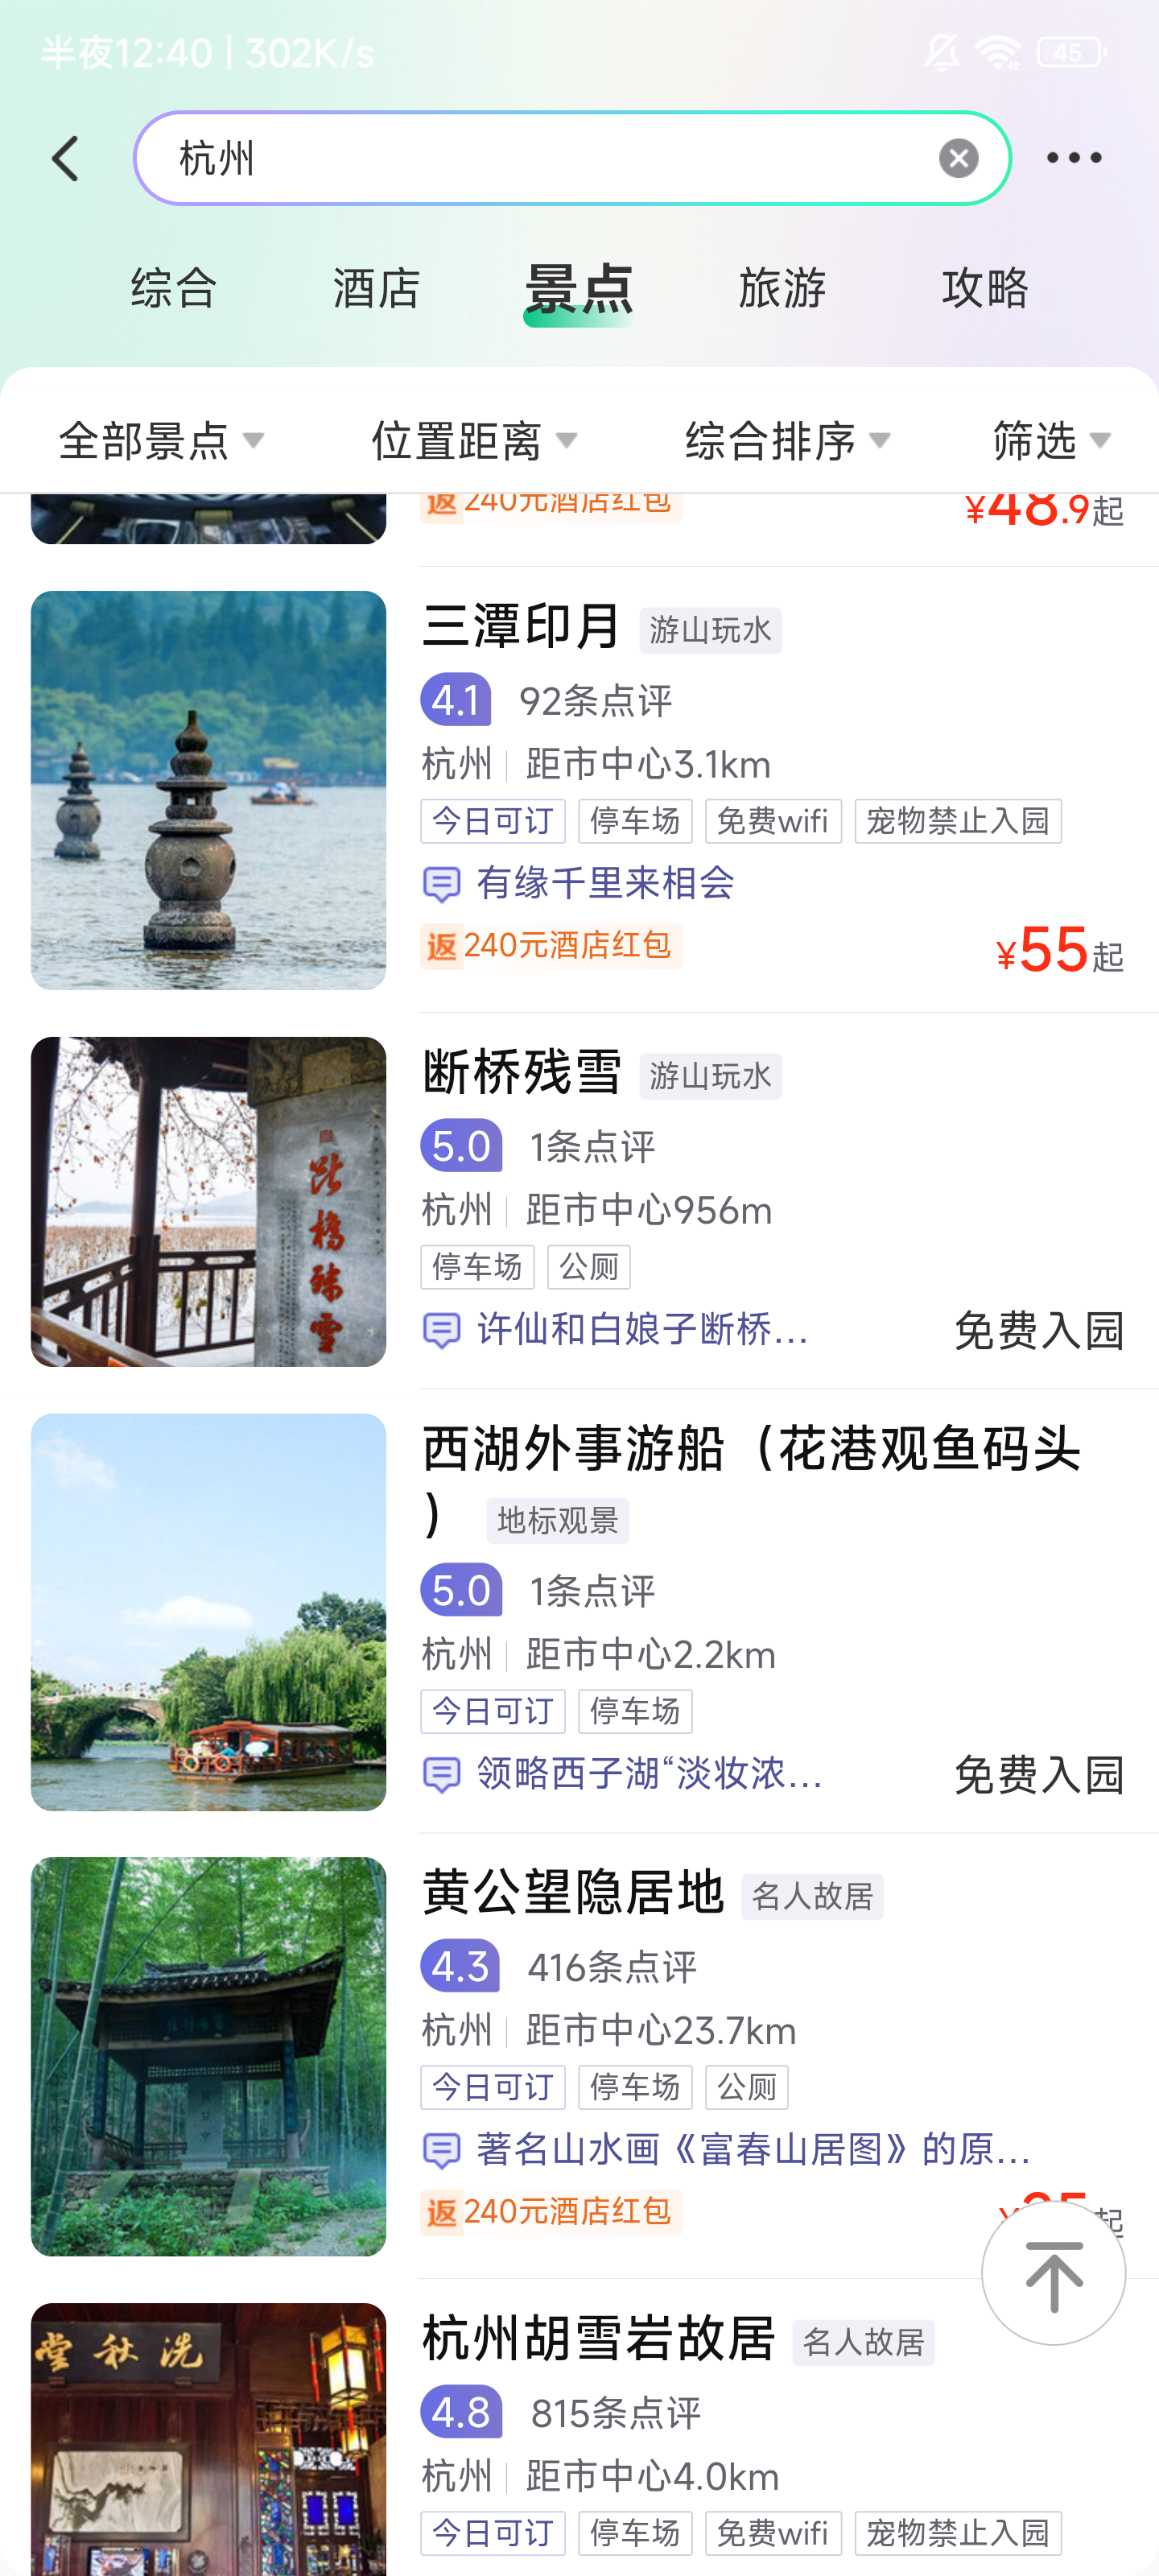 半夜12:40 | 302K/s
45
杭州
综合 酒店 景点 旅游 攻略
全部景点 位置距离 综合排序 筛选
返 240元酒店红包
¥48.9起
三潭印月 游山玩水
4.1 92条点评
杭州 距市中心3.1km
今日可订 停车场 免费wifi 宠物禁止入园
有缘千里来相会
返 240元酒店红包
¥55起
断桥残雪 游山玩水
5.0 1条点评
杭州 距市中心956m
停车场 公厕
许仙和白娘子断桥...
免费入园
断橋残雪
西湖外事游船（花港观鱼码头
） 地标观景
5.0 1条点评
杭州 距市中心2.2km
今日可订 停车场
领略西子湖“淡妆浓...
免费入园
黄公望隐居地 名人故居
4.3 416条点评
杭州 距市中心23.7km
今日可订 停车场 公厕
著名山水画《富春山居图》的原...
返 240元酒店红包
起
杭州胡雪岩故居 名人故居
4.8 815条点评
杭州 距市中心4.0km
今日可订 停车场 免费wifi 宠物禁止入园
堂秋洗